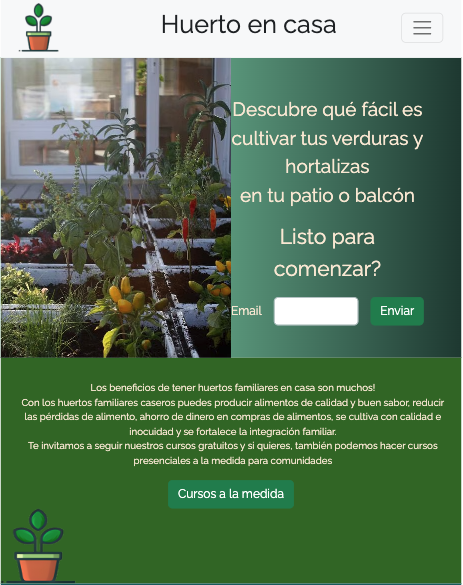 Huerto en casa
Descubre qué fácil es
cultivar tus verduras y
hortalizas
en tu patio o balcón
Listo para
comenzar?
Email
Enviar
Los beneficios de tener huertos familiares en casa son muchos!
Con los huertos familiares caseros puedes producir alimentos de calidad y buen sabor, reducir
las pérdidas de alimento, ahorro de dinero en compras de alimentos, se cultiva con calidad e
inocuidad y se fortalece la integración familiar.
Te invitamos a seguir nuestros cursos gratuitos y si quieres, también podemos hacer cursos
presenciales a la medida para comunidades
Cursos a la medida